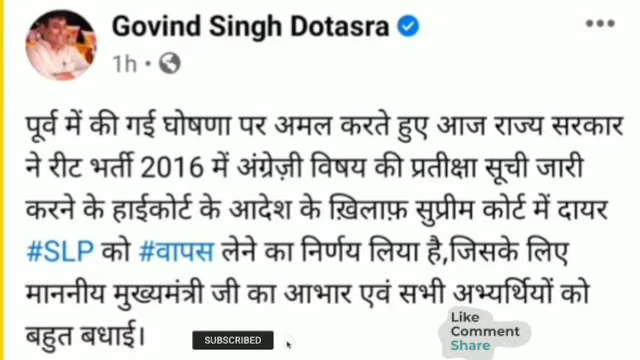 Govind Singh Dotasra
1h
पूर्व में की गई घोषणा पर अमल करते हुए आज राज्य सरकार
ने रीट भर्ती 2016 में अंग्रेज़ी विषय की प्रतीक्षा सूची जारी
करने के हाईकोर्ट के आदेश के ख़िलाफ़ सुप्रीम कोर्ट में दायर
#SLP को #वापस लेने का निर्णय लिया है,जिसके लिए
माननीय मुख्यमंत्री जी का आभार एवं सभी अभ्यर्थियों को
बहुत बधाई।
SUBSCRIBED
Like
Comment
Share